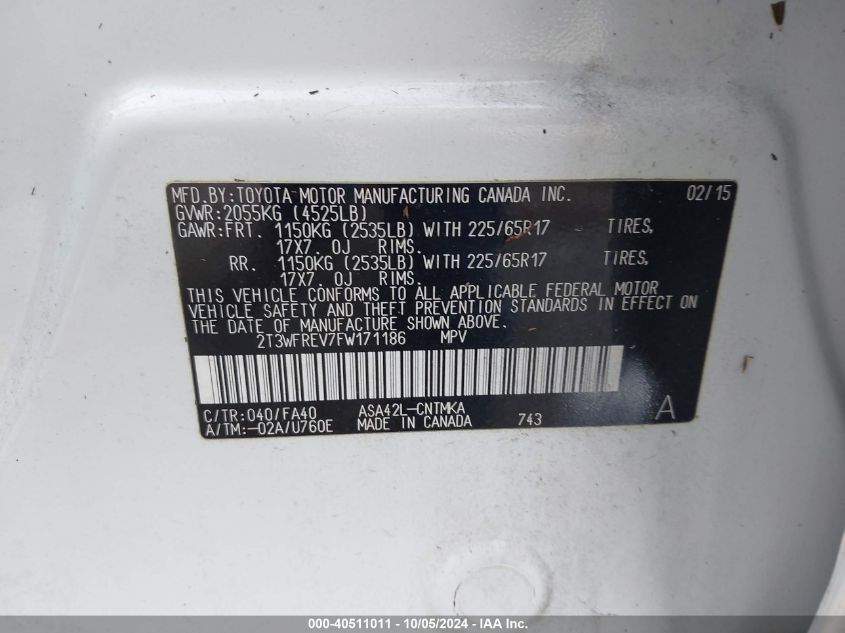 MFD.BY:TOYOTA MOTOR MANUFACTURING CANADA INC. 02/15
GVWR:2055KG (4525LB)
GAWR:FRT. 1150KG (2535LB) WITH 225/65R17 TIRES,
17X7. 0J RIMS.
RR. 1150KG (2535LB) WITH 225/65R17 TIRES,
17X7. 0J RIMS.
THIS VEHICLE CONFORMS TO ALL APPLICABLE FEDERAL MOTOR
VEHICLE SAFETY AND THEFT PREVENTION STANDARDS IN EFFECT ON
THE DATE OF MANUFACTURE SHOWN ABOVE.
2T3WFREV7FW171186 MPV
C/TR:040/FA40 ASA42L-CNTMKA
A/TM:-02A/U760E MADE IN CANADA 743 A
000-40511011 - 10/05/2024 - IAA Inc.